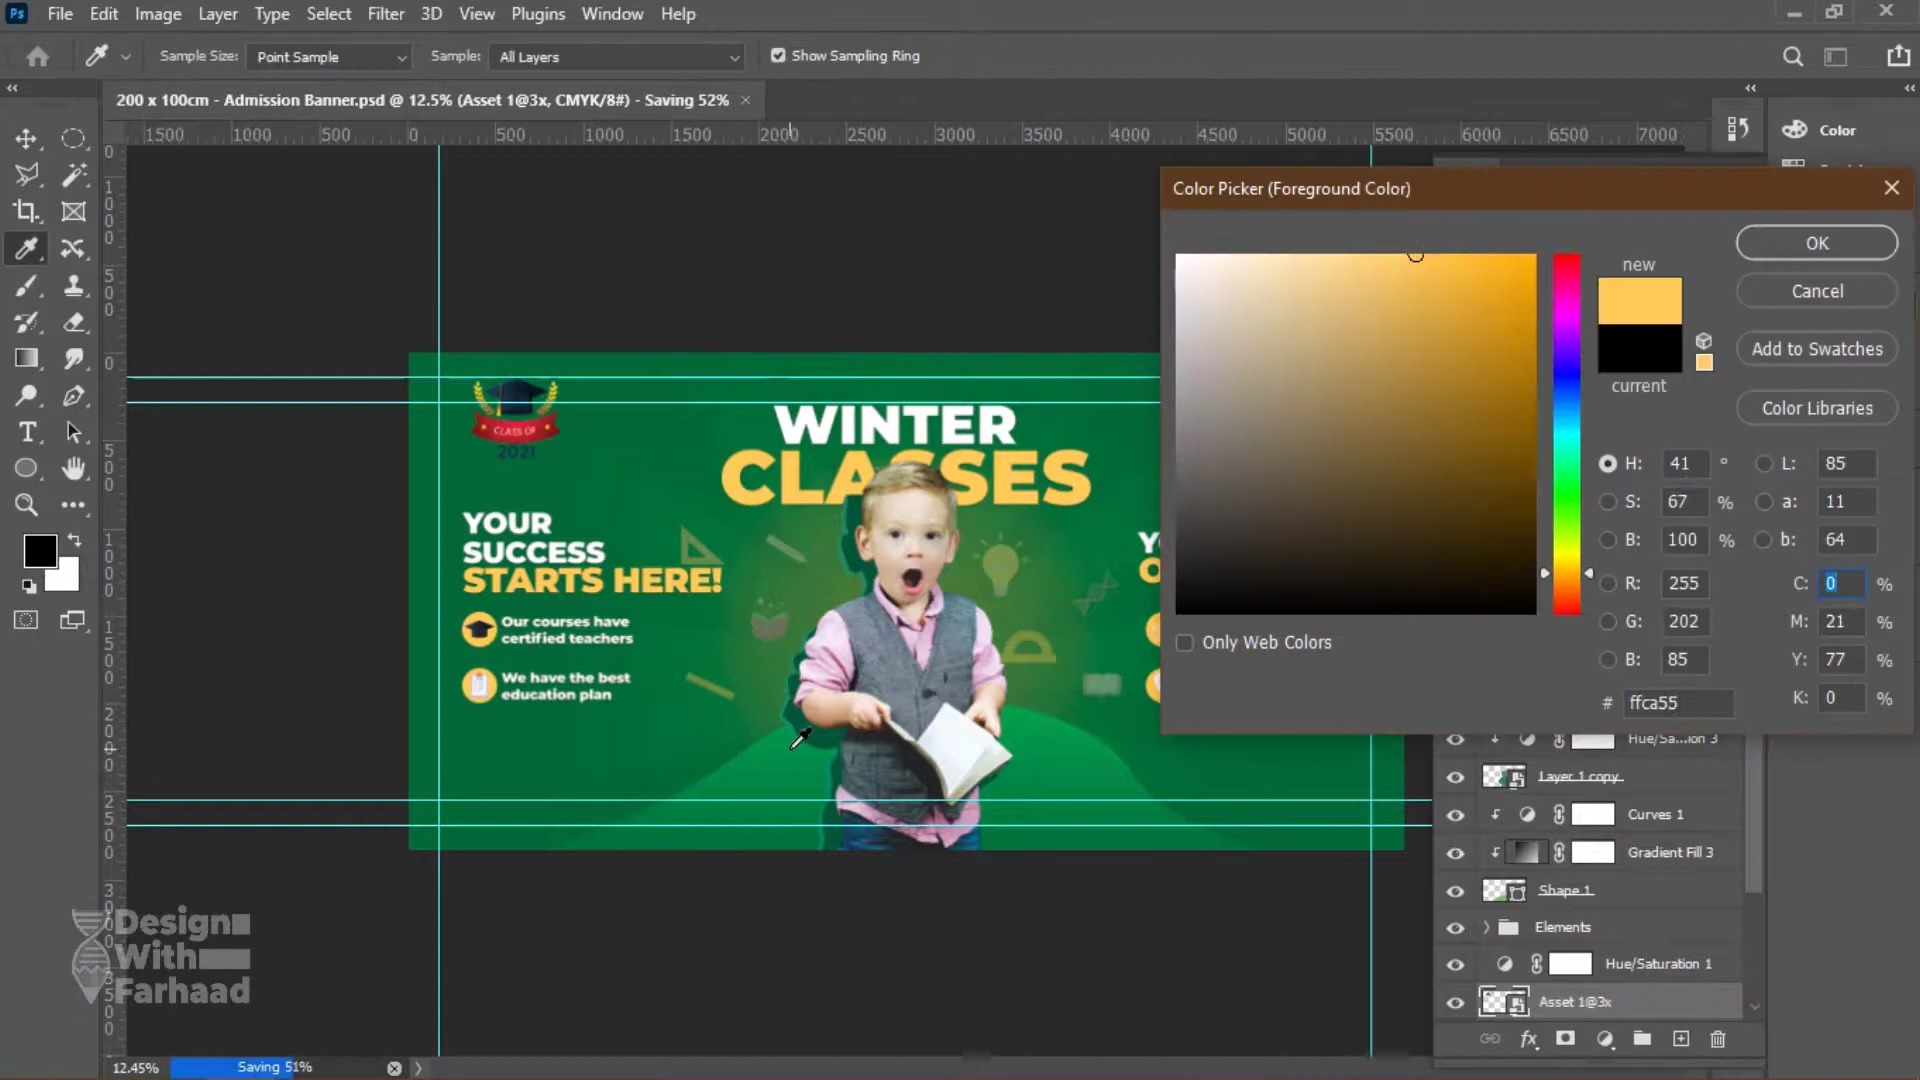 Ps File Edit Image Layer Type Select Filter 3D View Plugins Window Help
Sample Size: Point Sample Sample: All Layers Show Sampling Ring
200 x 100cm - Admission Banner.psd @ 12.5% (Asset 1@3x, CMYK/8#) - Saving 52%
1500 1000 500 0 500 1000 1500 2000 2500 3000 3500 4000 4500 5000 5500 6000 6500 7000
Color
Color Picker (Foreground Color)
new
current
OK
Cancel
Add to Swatches
Color Libraries
H: 41 °
S: 67 %
B: 100 %
R: 255
G: 202
B: 85
# ffca55
L: 85
a: 11
b: 64
C: 0 %
M: 21 %
Y: 77 %
K: 0 %
Only Web Colors
CLASS OF
2021
WINTER
CLASSES
YOUR
SUCCESS
STARTS HERE!
Our courses have
certified teachers
We have the best
education plan
Hue/Sa...ion 3
Layer 1 copy
Curves 1
Gradient Fill 3
Shape 1
Elements
Hue/Saturation 1
Asset 1@3x
fx
Design
With
Farhaad
12.45% Saving 51%